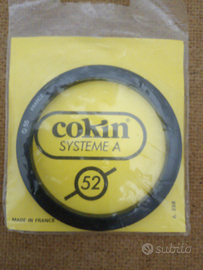 cokin
SYSTEME A
52
MADE IN FRANCE
subito